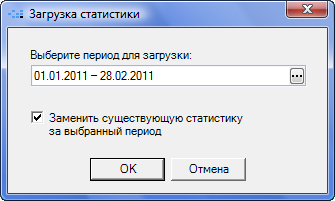 Загрузка статистики
Выберите период для загрузки:
01.01.2011 – 28.02.2011
...
Заменить существующую статистику
за выбранный период
OK Отмена